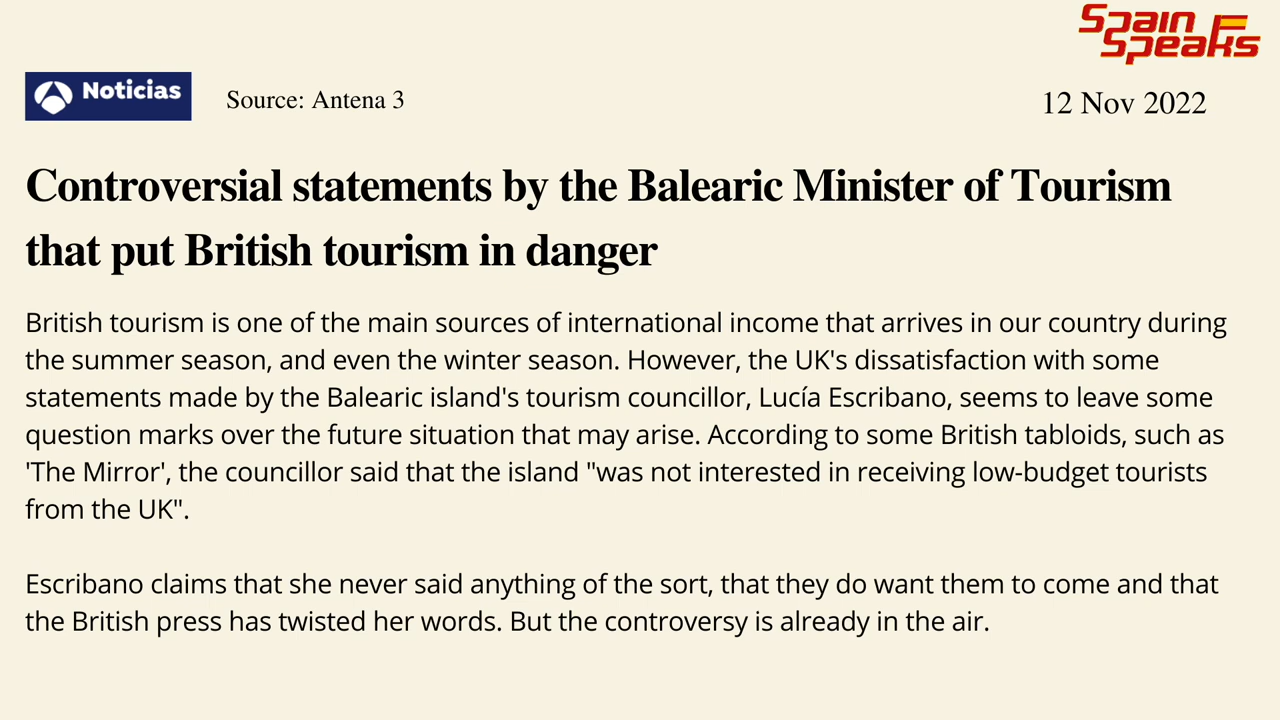 Spain
Speaks
Noticias
Source: Antena 3
12 Nov 2022
Controversial statements by the Balearic Minister of Tourism
that put British tourism in danger
British tourism is one of the main sources of international income that arrives in our country during
the summer season, and even the winter season. However, the UK's dissatisfaction with some
statements made by the Balearic island's tourism councillor, Lucía Escribano, seems to leave some
question marks over the future situation that may arise. According to some British tabloids, such as
'The Mirror', the councillor said that the island "was not interested in receiving low-budget tourists
from the UK".
Escribano claims that she never said anything of the sort, that they do want them to come and that
the British press has twisted her words. But the controversy is already in the air.